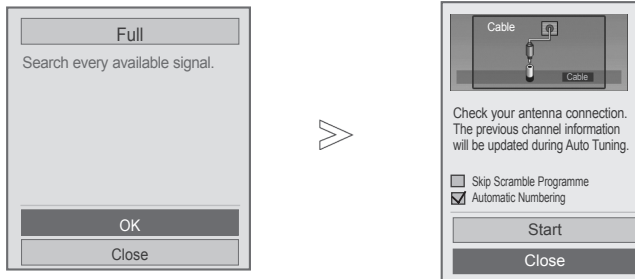 Full
Search every available signal.
OK
Close
Cable
Cable
Check your antenna connection.
The previous channel information
will be updated during Auto Tuning.
Skip Scramble Programme
Automatic Numbering
Start
Close